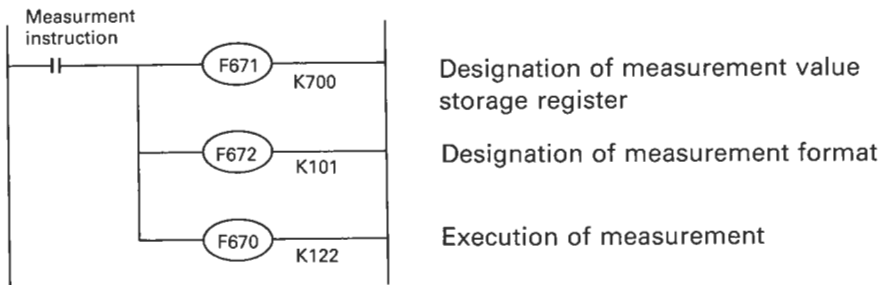 Measurment
instruction
F671
K700
Designation of measurement value
storage register
F672
K101
Designation of measurement format
F670
K122
Execution of measurement